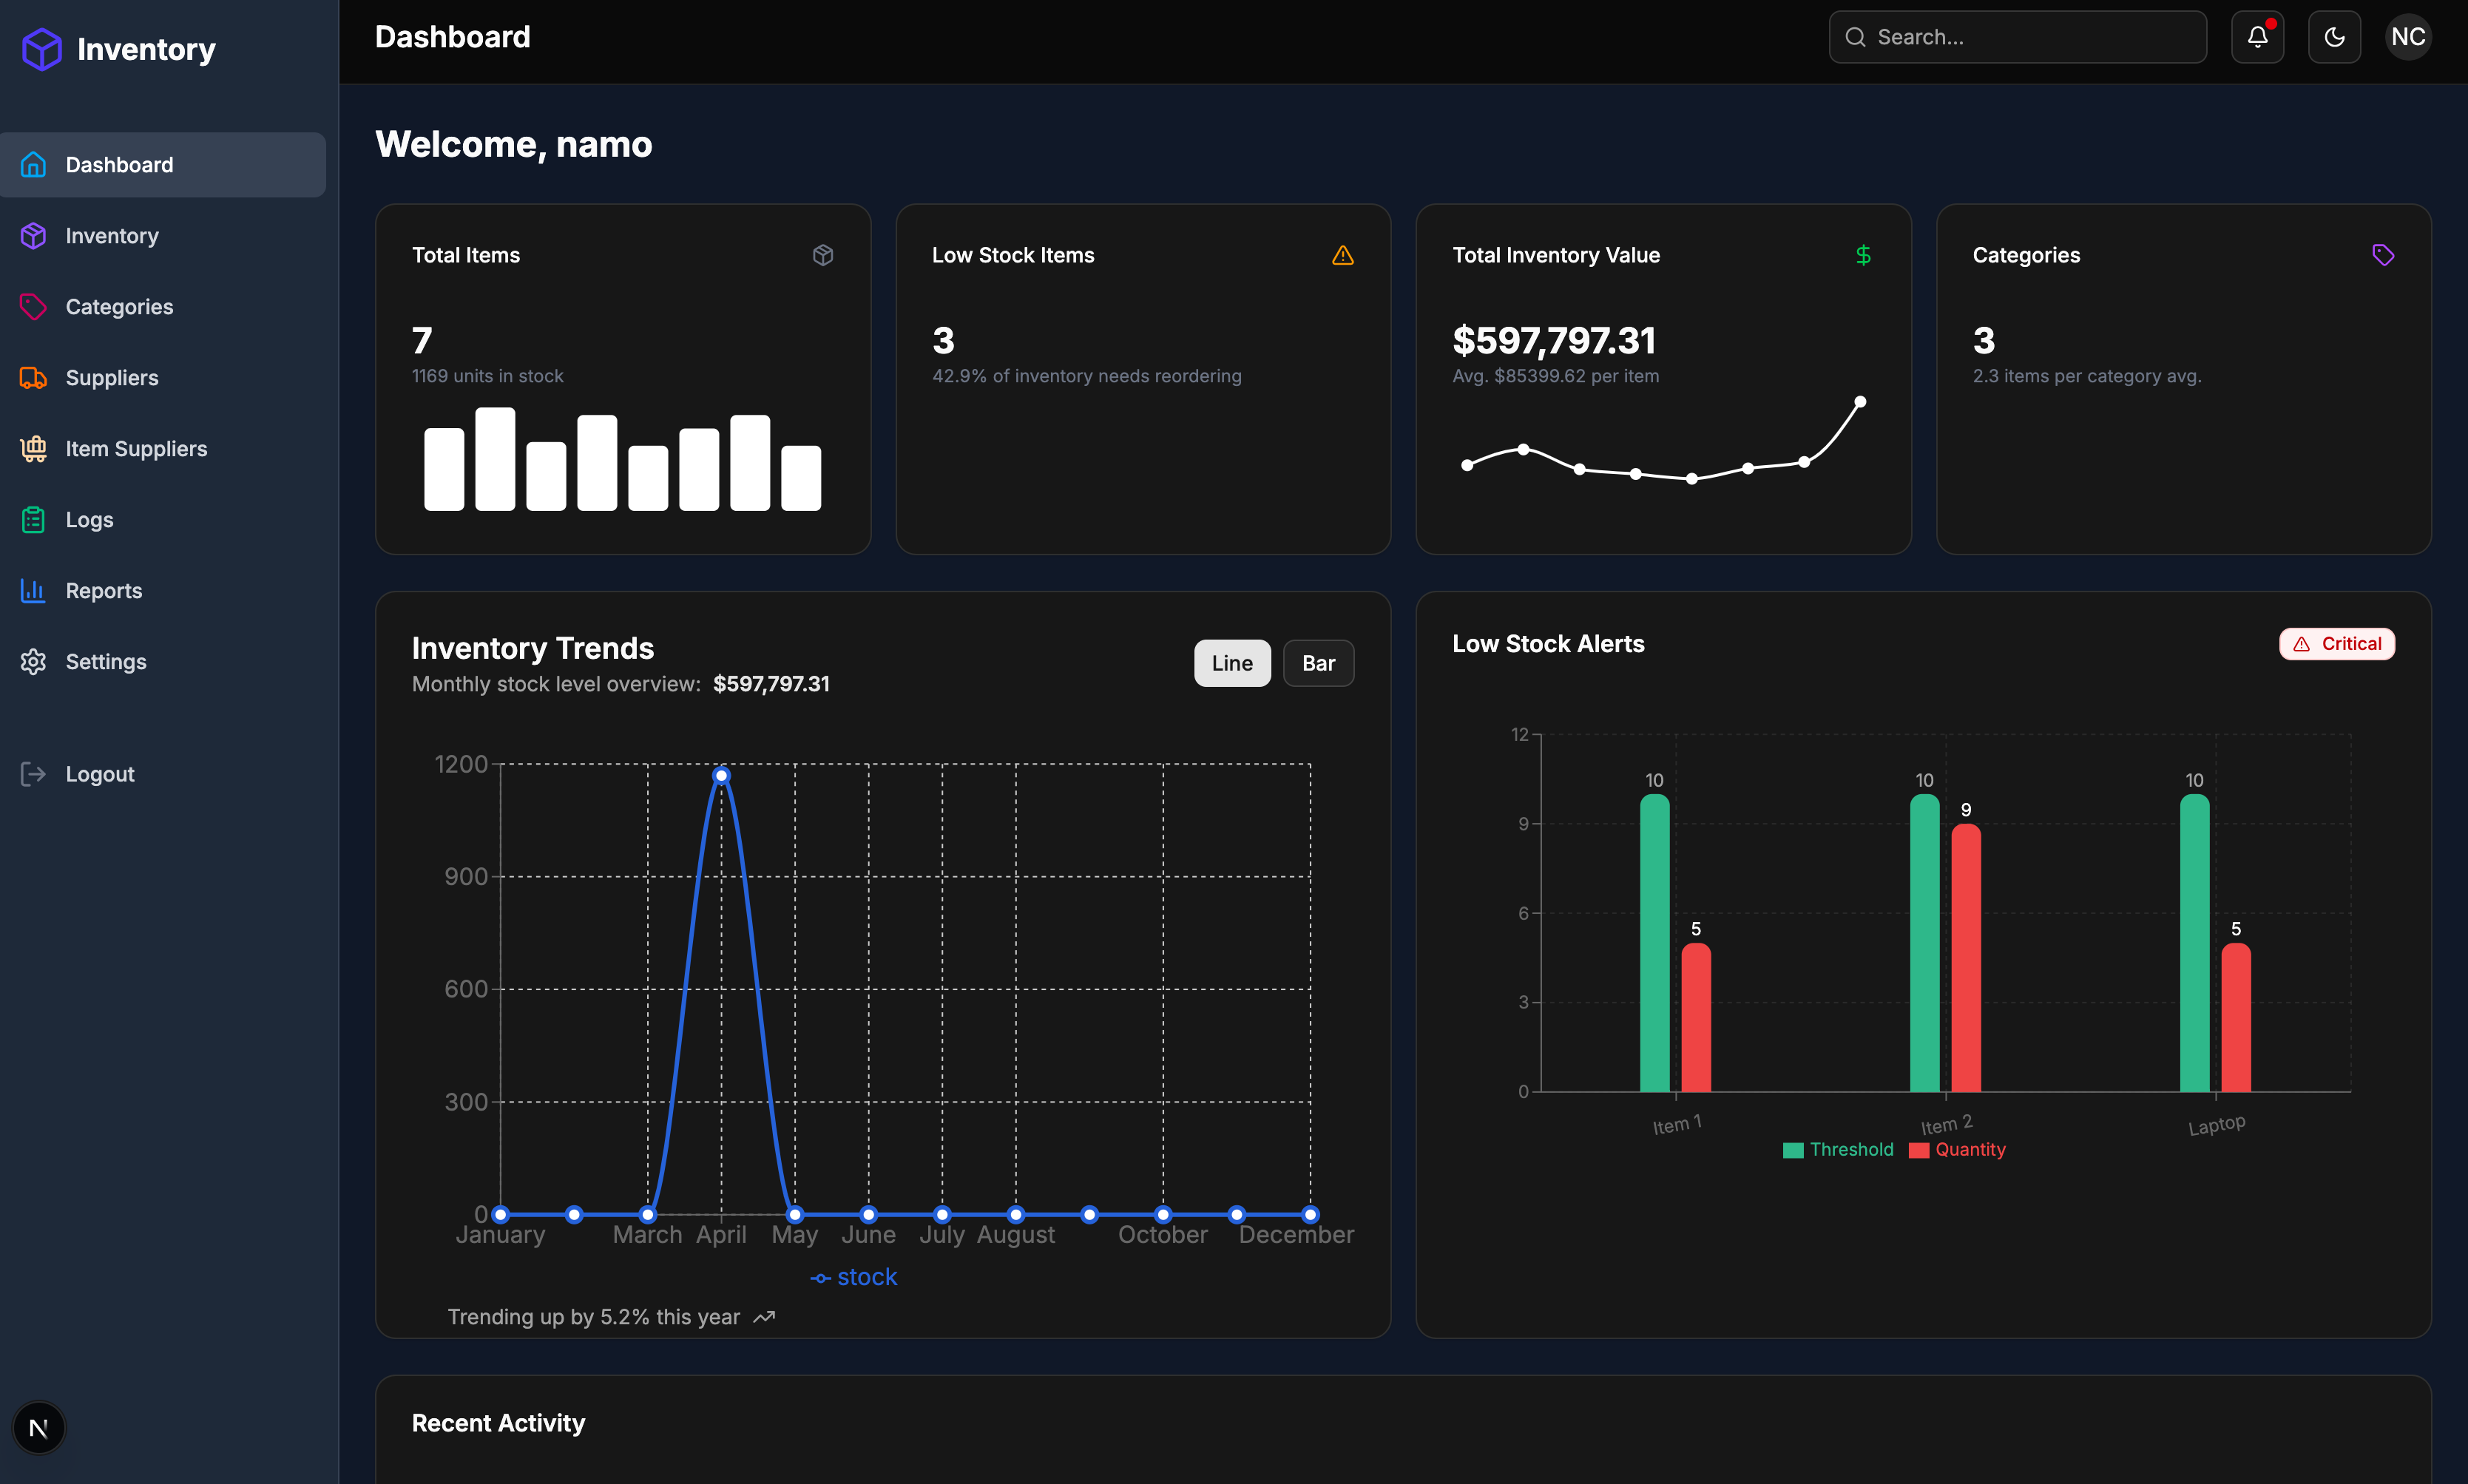 Inventory
Dashboard
Inventory
Categories
Suppliers
Item Suppliers
Logs
Reports
Settings
Logout
N
Dashboard
Search...
NC
Welcome, namo
Total Items
7
1169 units in stock
Low Stock Items
3
42.9% of inventory needs reordering
Total Inventory Value
$
$597,797.31
Avg. $85399.62 per item
Categories
3
2.3 items per category avg.
Inventory Trends
Monthly stock level overview: $597,797.31
Line
Bar
1200
900
600
300
0
January March April May June July August October December
stock
Trending up by 5.2% this year
Low Stock Alerts
Critical
12
9
6
3
0
10 5 10 9 10 5
Item 1 Item 2 Laptop
Threshold Quantity
Recent Activity